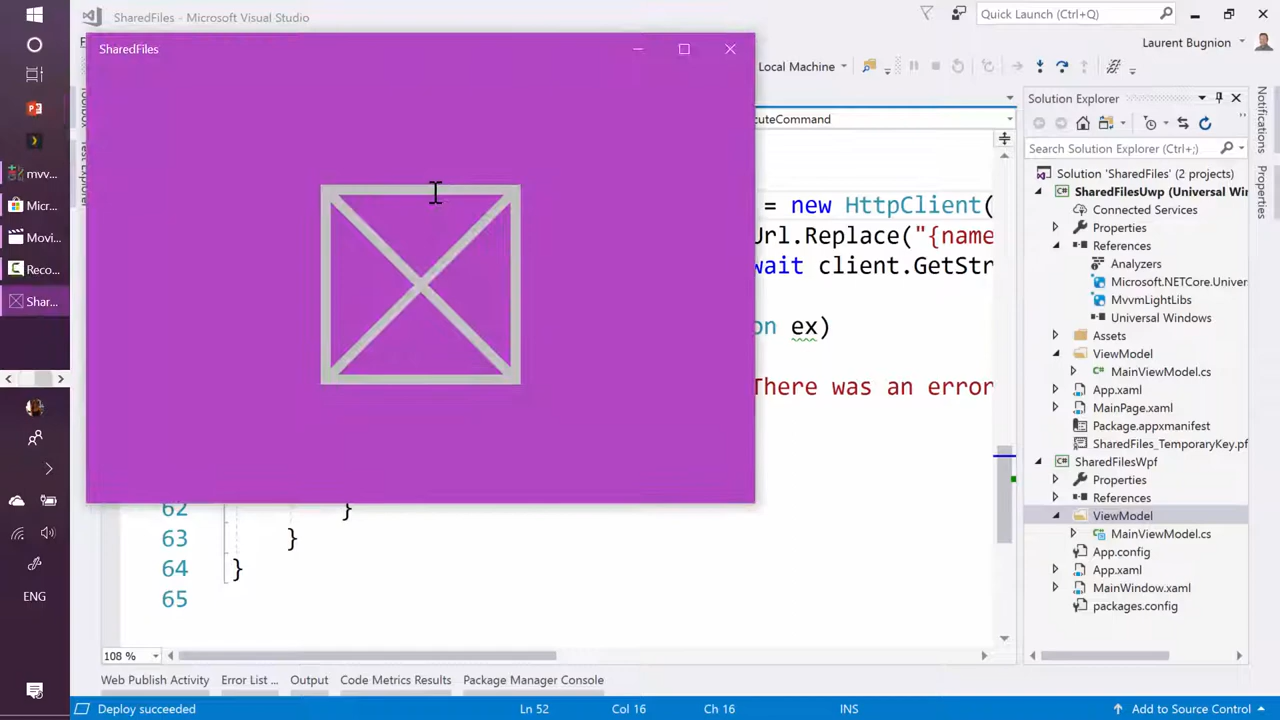 SharedFiles - Microsoft Visual Studio
Quick Launch (Ctrl+Q)
Laurent Bugnion
SharedFiles
Local Machine
Toolbox
Test Explorer
cuteCommand
= new HttpClient(
Url.Replace("{name
wait client.GetStr
on ex)
There was an error
62 }
63 }
64 }
65
108 %
Solution Explorer
Search Solution Explorer (Ctrl+;)
Solution 'SharedFiles' (2 projects)
SharedFilesUwp (Universal Win
Connected Services
Properties
References
Analyzers
Microsoft.NETCore.Univer
MvvmLightLibs
Universal Windows
Assets
ViewModel
MainViewModel.cs
App.xaml
MainPage.xaml
Package.appxmanifest
SharedFiles_TemporaryKey.pf
SharedFilesWpf
Properties
References
ViewModel
MainViewModel.cs
App.config
App.xaml
MainWindow.xaml
packages.config
Notifications
Properties
mvv...
Micr...
Movi...
Reco...
Shar...
ENG
Web Publish Activity
Error List ...
Output
Code Metrics Results
Package Manager Console
Deploy succeeded
Ln 52
Col 16
Ch 16
INS
Add to Source Control